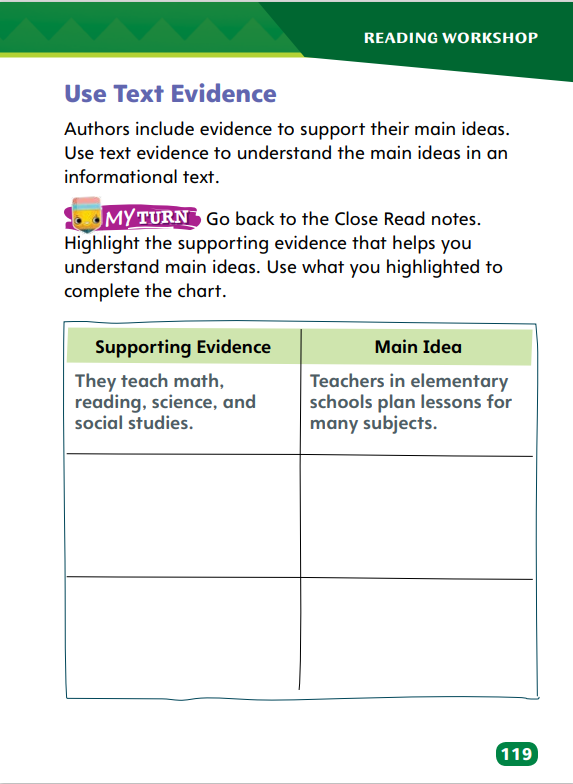 READING WORKSHOP
Use Text Evidence
Authors include evidence to support their main ideas.
Use text evidence to understand the main ideas in an
informational text.
MY TURN Go back to the Close Read notes.
Highlight the supporting evidence that helps you
understand main ideas. Use what you highlighted to
complete the chart.
Supporting Evidence
Main Idea
They teach math,
reading, science, and
social studies.
Teachers in elementary
schools plan lessons for
many subjects.
119